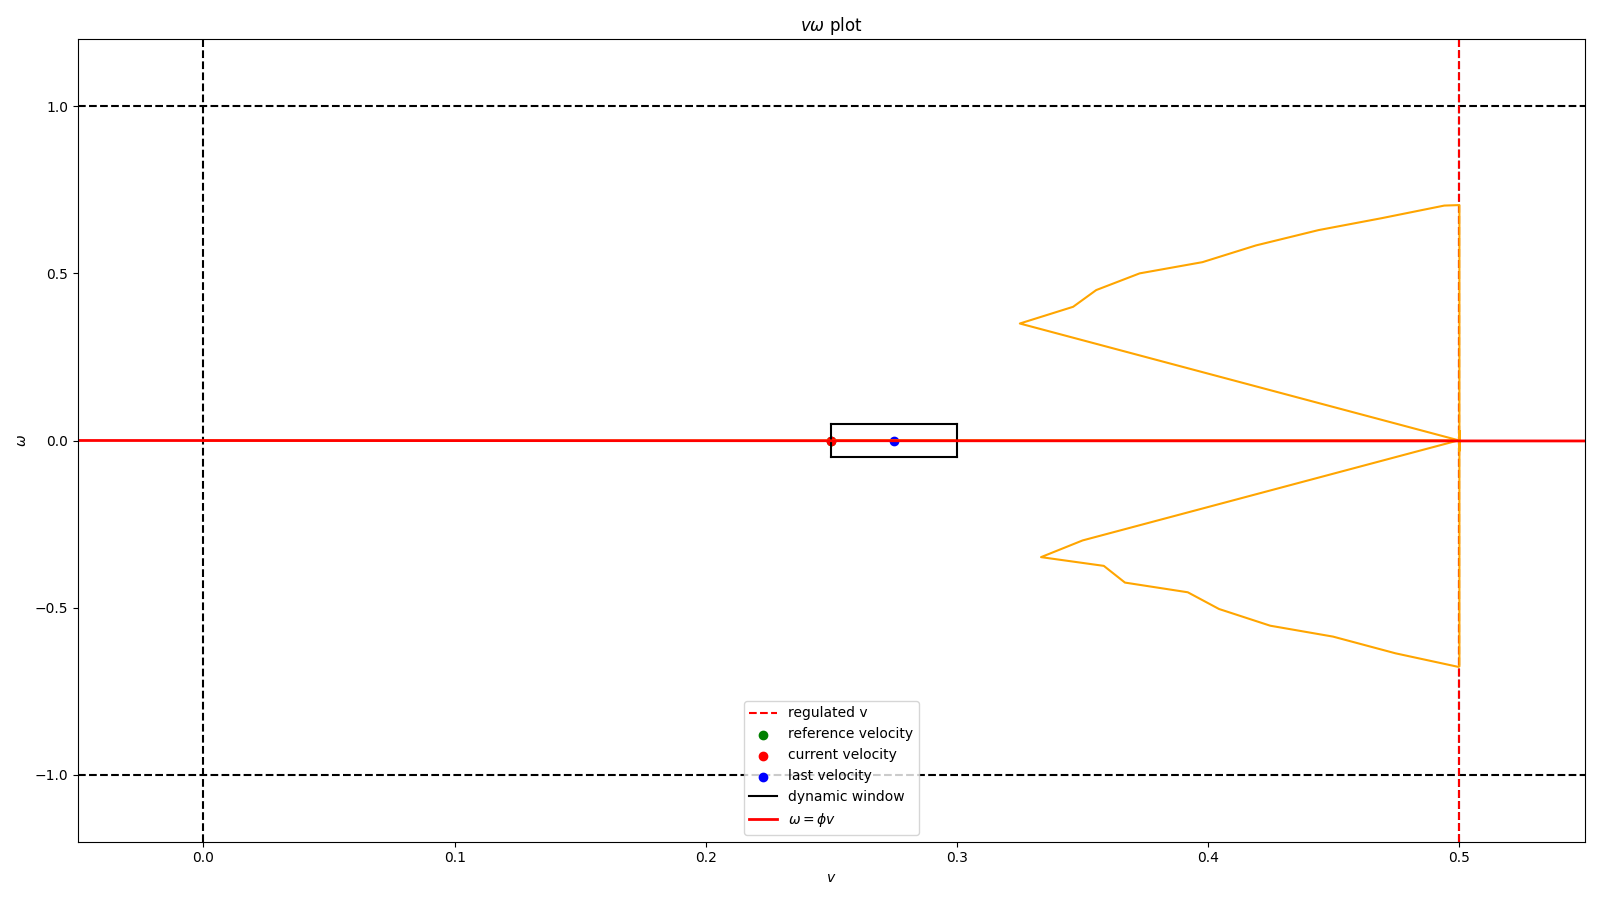 vω plot
1.0
0.5
0.0
−0.5
−1.0
ω
regulated v
reference velocity
current velocity
last velocity
dynamic window
ω = ϕv
0.0 0.1 0.2 0.3 0.4 0.5
v